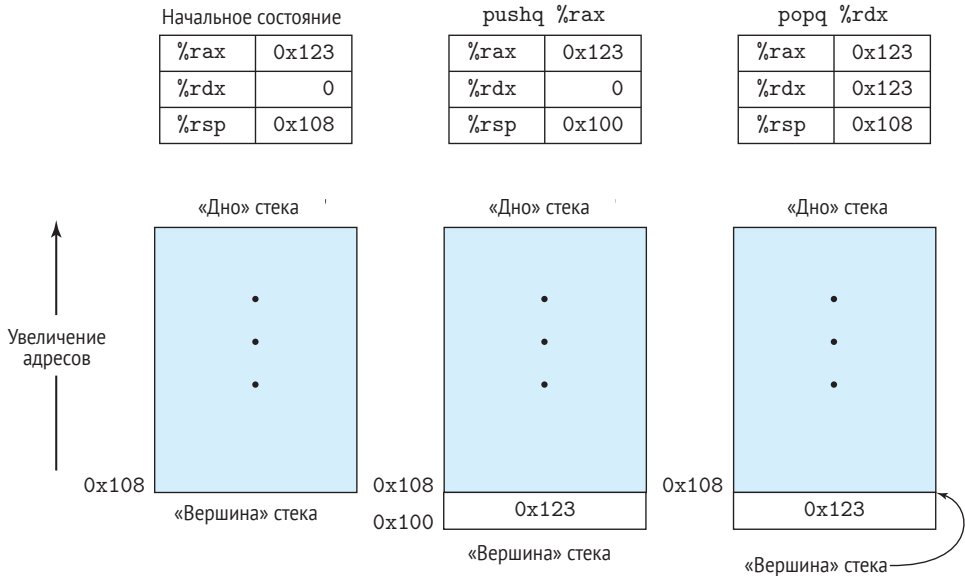 Начальное состояние
%rax 0x123
%rdx 0
%rsp 0x108
pushq %rax
%rax 0x123
%rdx 0
%rsp 0x100
popq %rdx
%rax 0x123
%rdx 0x123
%rsp 0x108
«Дно» стека
«Дно» стека
«Дно» стека
Увеличение
адресов
0x108
«Вершина» стека
0x108
0x100
0x123
«Вершина» стека
0x108
0x123
«Вершина» стека